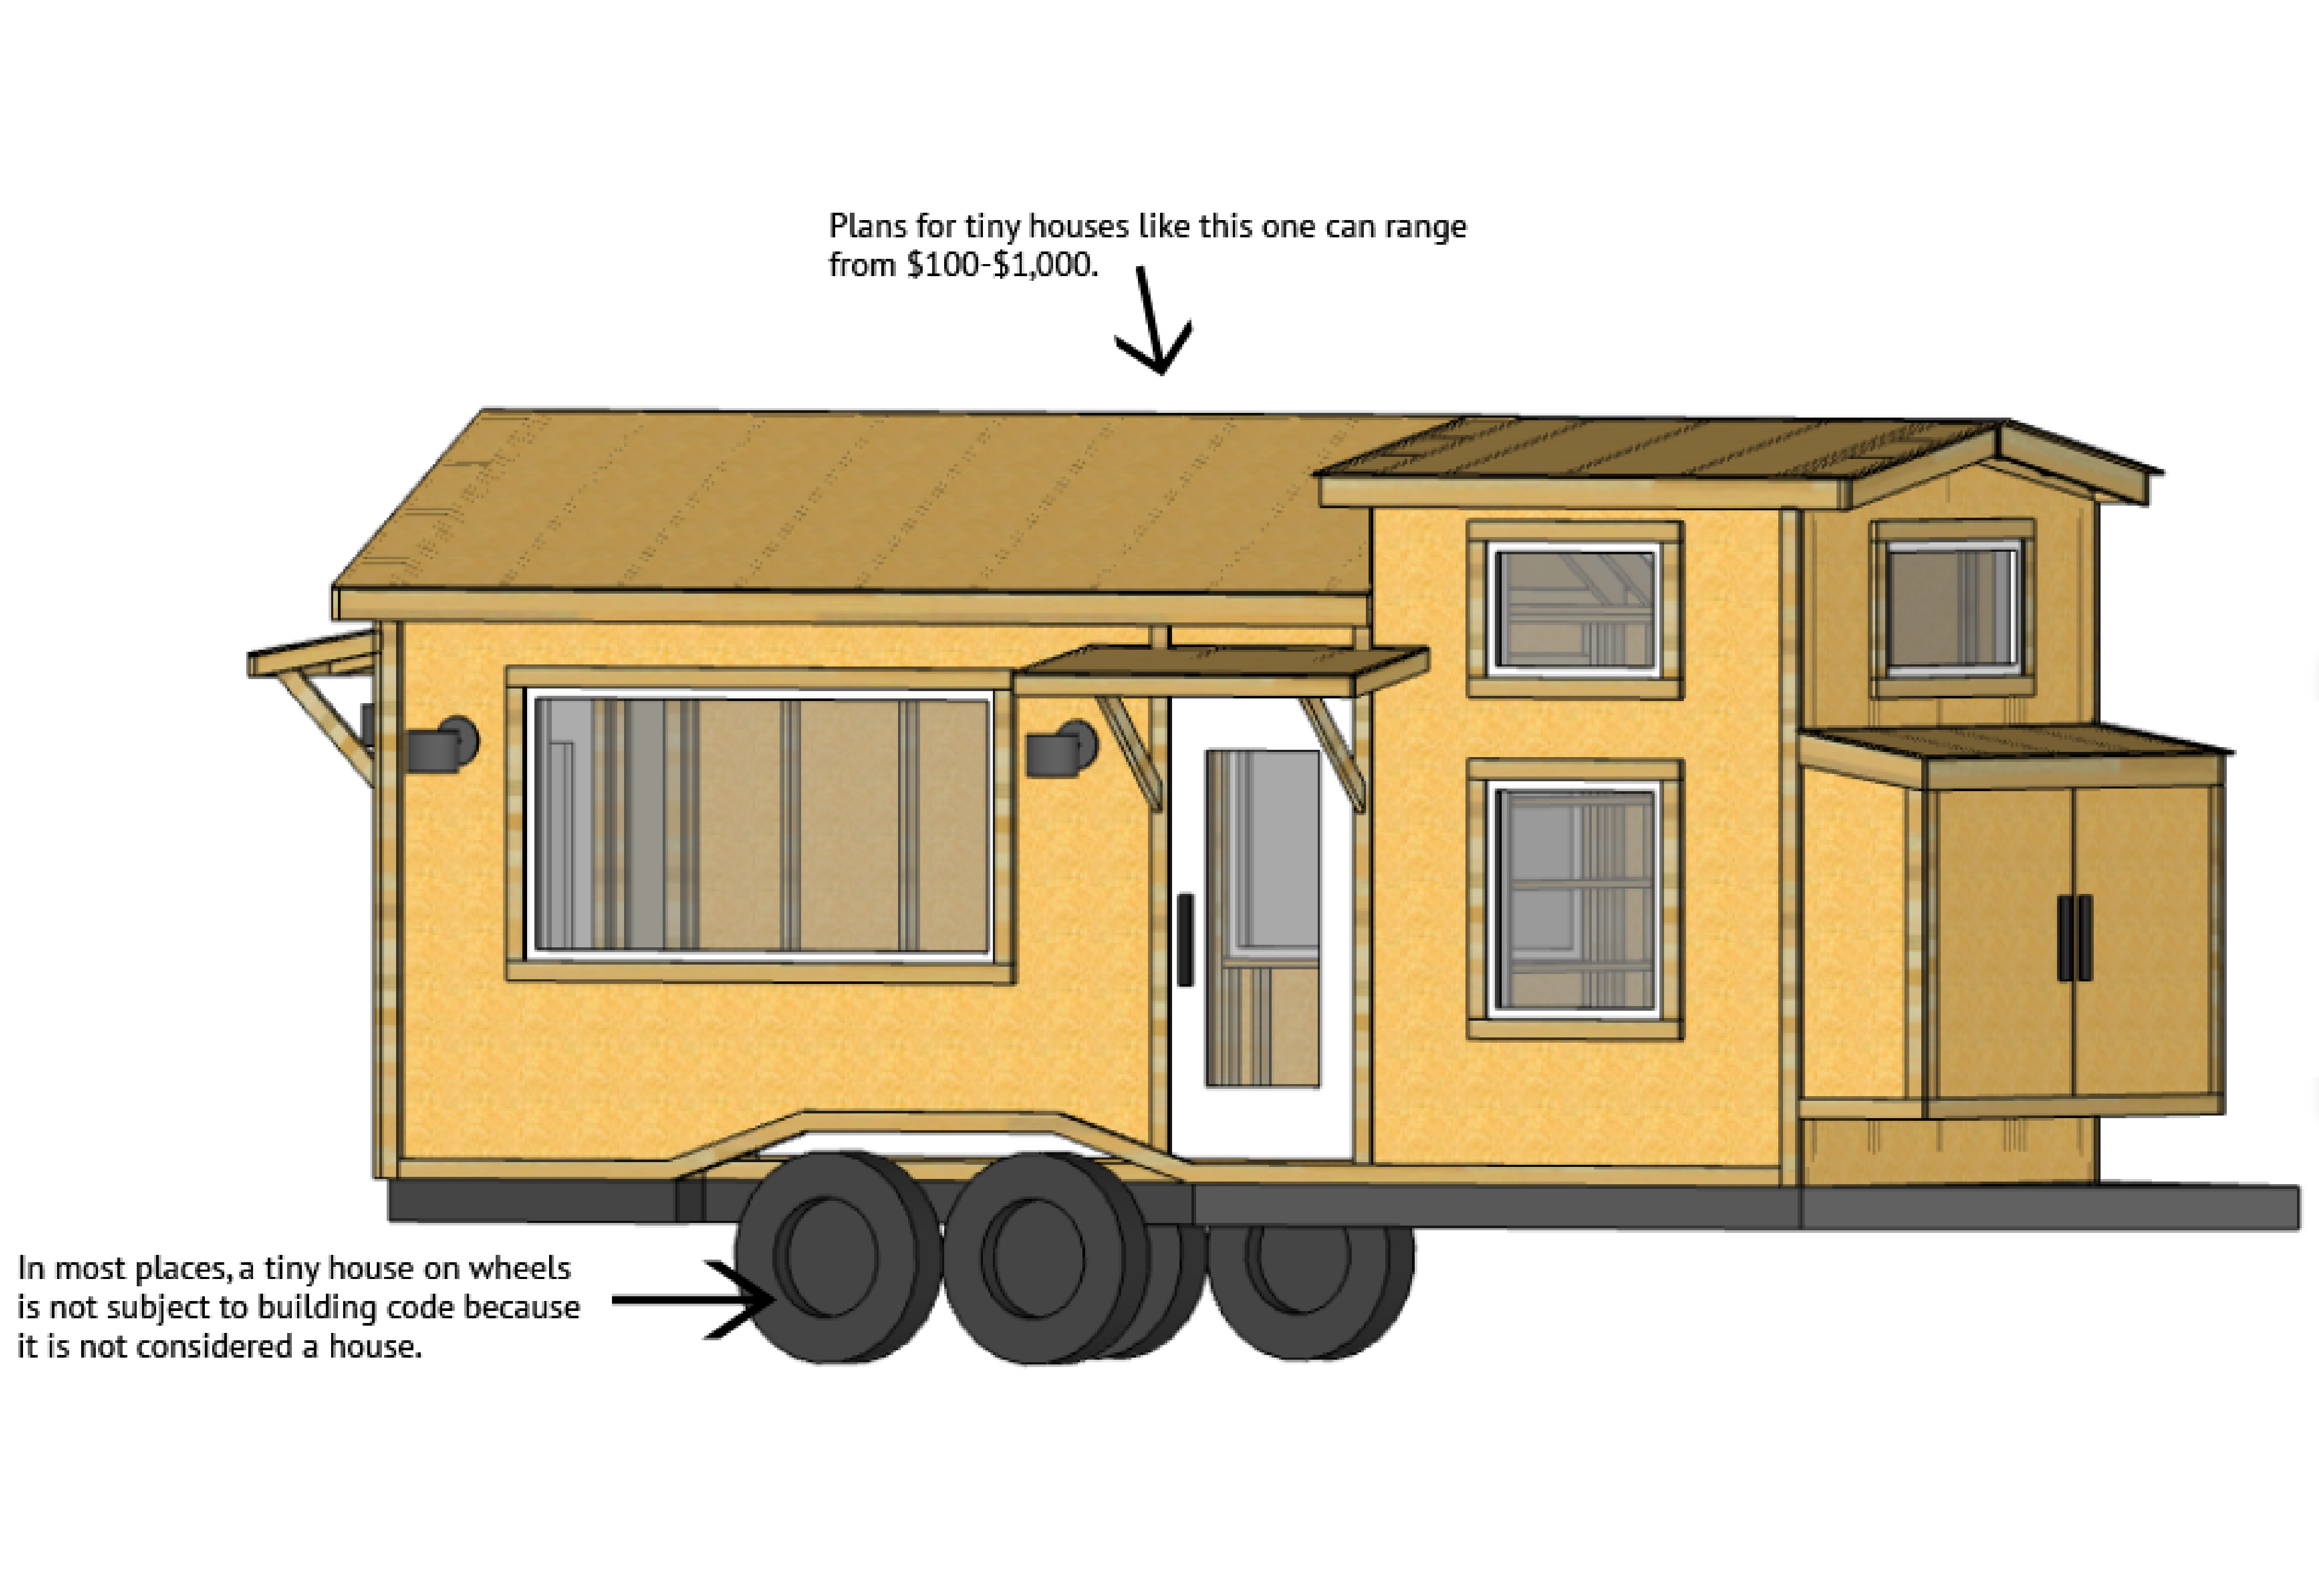 Plans for tiny houses like this one can range
from $100-$1,000.
In most places, a tiny house on wheels
is not subject to building code because
it is not considered a house.